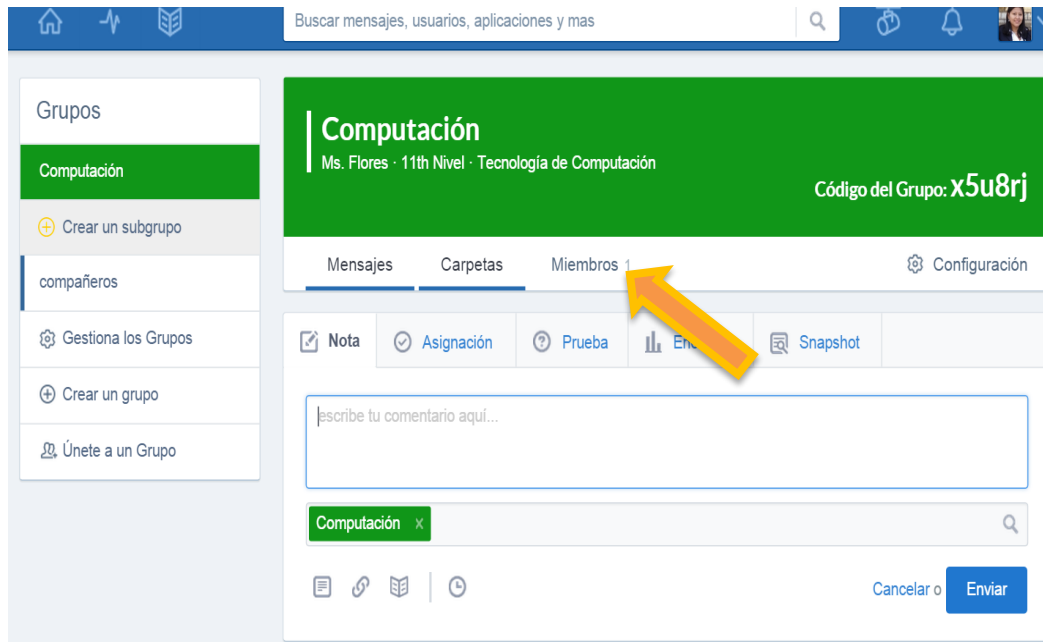 Buscar mensajes, usuarios, aplicaciones y mas
Grupos
Computación
Crear un subgrupo
compañeros
Gestiona los Grupos
Crear un grupo
Únete a un Grupo
Computación
Ms. Flores · 11th Nivel · Tecnología de Computación
Código del Grupo: x5u8rj
Mensajes Carpetas Miembros 1 Configuración
Nota Asignación Prueba Snapshot
escribe tu comentario aquí...
Computación x
Cancelar o Enviar